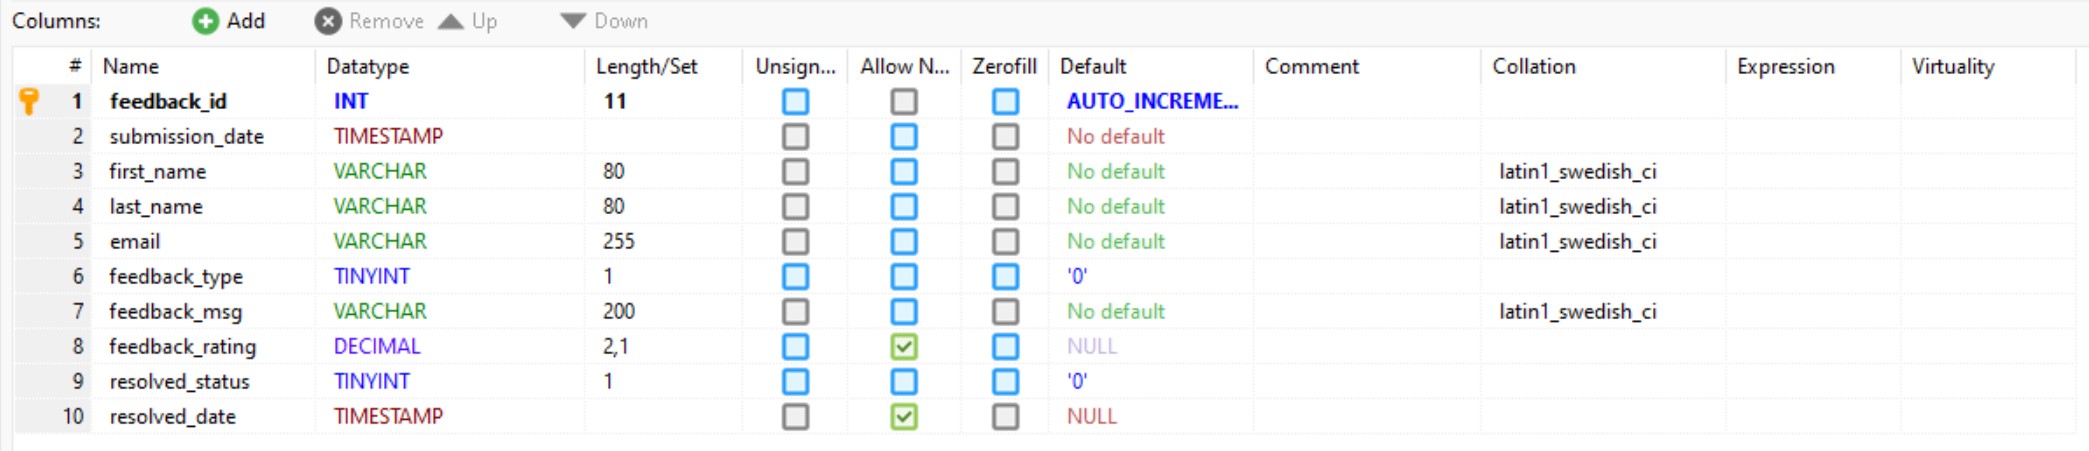 Columns: Add Remove Up Down
# Name Datatype Length/Set Unsign... Allow N... Zerofill Default Comment Collation Expression Virtuality
1 feedback_id INT 11 AUTO_INCREME...
2 submission_date TIMESTAMP No default
3 first_name VARCHAR 80 No default latin1_swedish_ci
4 last_name VARCHAR 80 No default latin1_swedish_ci
5 email VARCHAR 255 No default latin1_swedish_ci
6 feedback_type TINYINT 1 '0'
7 feedback_msg VARCHAR 200 No default latin1_swedish_ci
8 feedback_rating DECIMAL 2,1 NULL
9 resolved_status TINYINT 1 '0'
10 resolved_date TIMESTAMP NULL